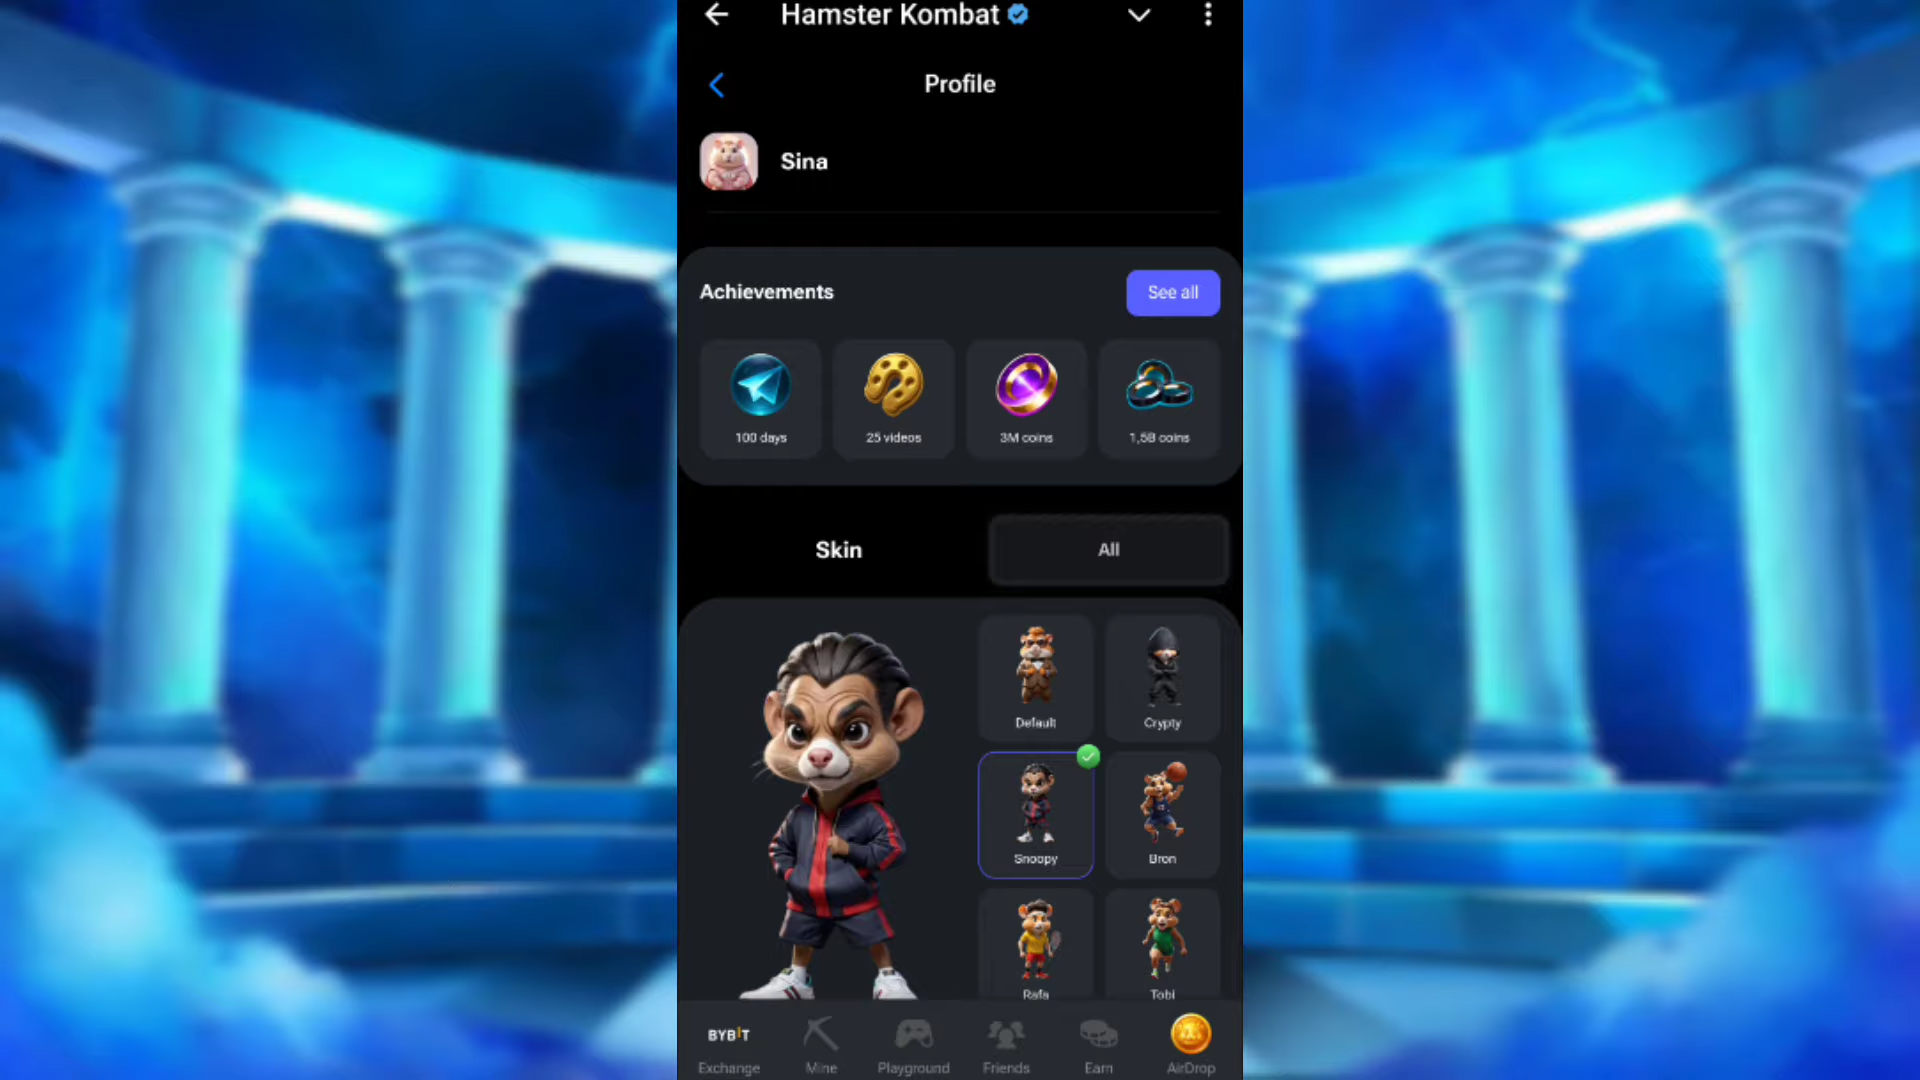 Hamster Kombat
Profile
Sina
Achievements
See all
100 days
25 videos
3M coins
1,5B coins
Skin
All
Default
Crypty
Snoopy
Bron
Rafa
Tobi
BYBIT
Exchange
Mine
Playground
Friends
Earn
AirDrop